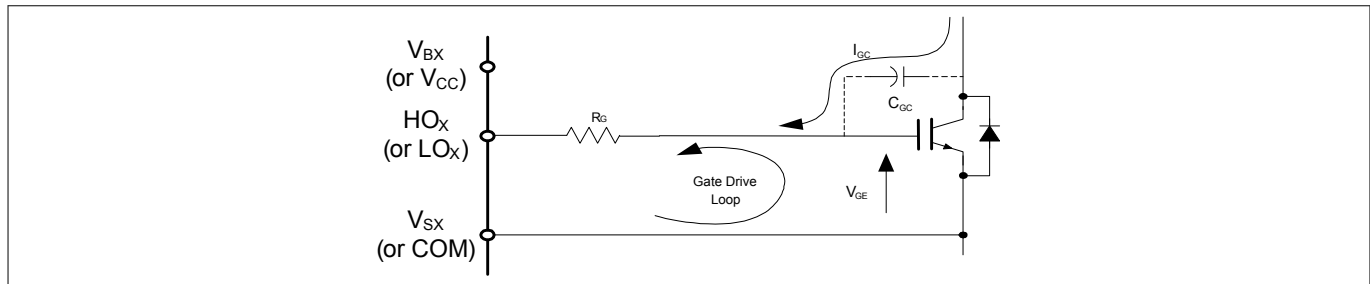 V_BX
(or V_CC)
HO_X
(or LO_X)
V_SX
(or COM)
R_G
I_GC
C_GC
Gate Drive
Loop
V_GE